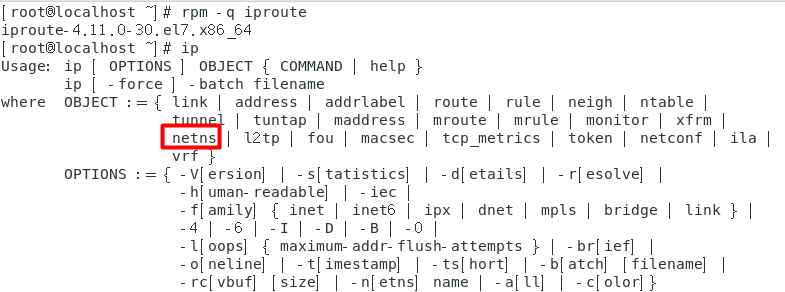 [root@localhost ~]# rpm -q iproute
iproute-4.11.0-30.el7.x86_64
[root@localhost ~]# ip
Usage: ip [ OPTIONS ] OBJECT { COMMAND | help }
       ip [ -force ] -batch filename
where  OBJECT := { link | address | addrlabel | route | rule | neigh | ntable |
                   tunnel | tuntap | maddress | mroute | mrule | monitor | xfrm |
                   netns | l2tp | fou | macsec | tcp_metrics | token | netconf | ila |
                   vrf }
       OPTIONS := { -V[ersion] | -s[tatistics] | -d[etails] | -r[esolve] |
                    -h[uman-readable] | -iec |
                    -f[amily] { inet | inet6 | ipx | dnet | mpls | bridge | link } |
                    -4 | -6 | -I | -D | -B | -0 |
                    -l[oops] { maximum-addr-flush-attempts } | -br[ief] |
                    -o[neline] | -t[imestamp] | -ts[hort] | -b[atch] [filename] |
                    -rc[vbuf] [size] | -n[etns] name | -a[ll] | -c[olor]}